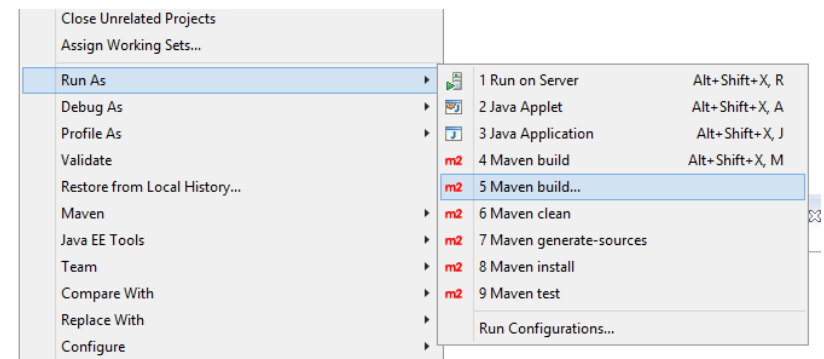 Close Unrelated Projects
Assign Working Sets...
Run As
Debug As
Profile As
Validate
Restore from Local History...
Maven
Java EE Tools
Team
Compare With
Replace With
Configure
1 Run on Server Alt+Shift+X, R
2 Java Applet Alt+Shift+X, A
3 Java Application Alt+Shift+X, J
m2 4 Maven build Alt+Shift+X, M
m2 5 Maven build...
m2 6 Maven clean
m2 7 Maven generate-sources
m2 8 Maven install
m2 9 Maven test
Run Configurations...